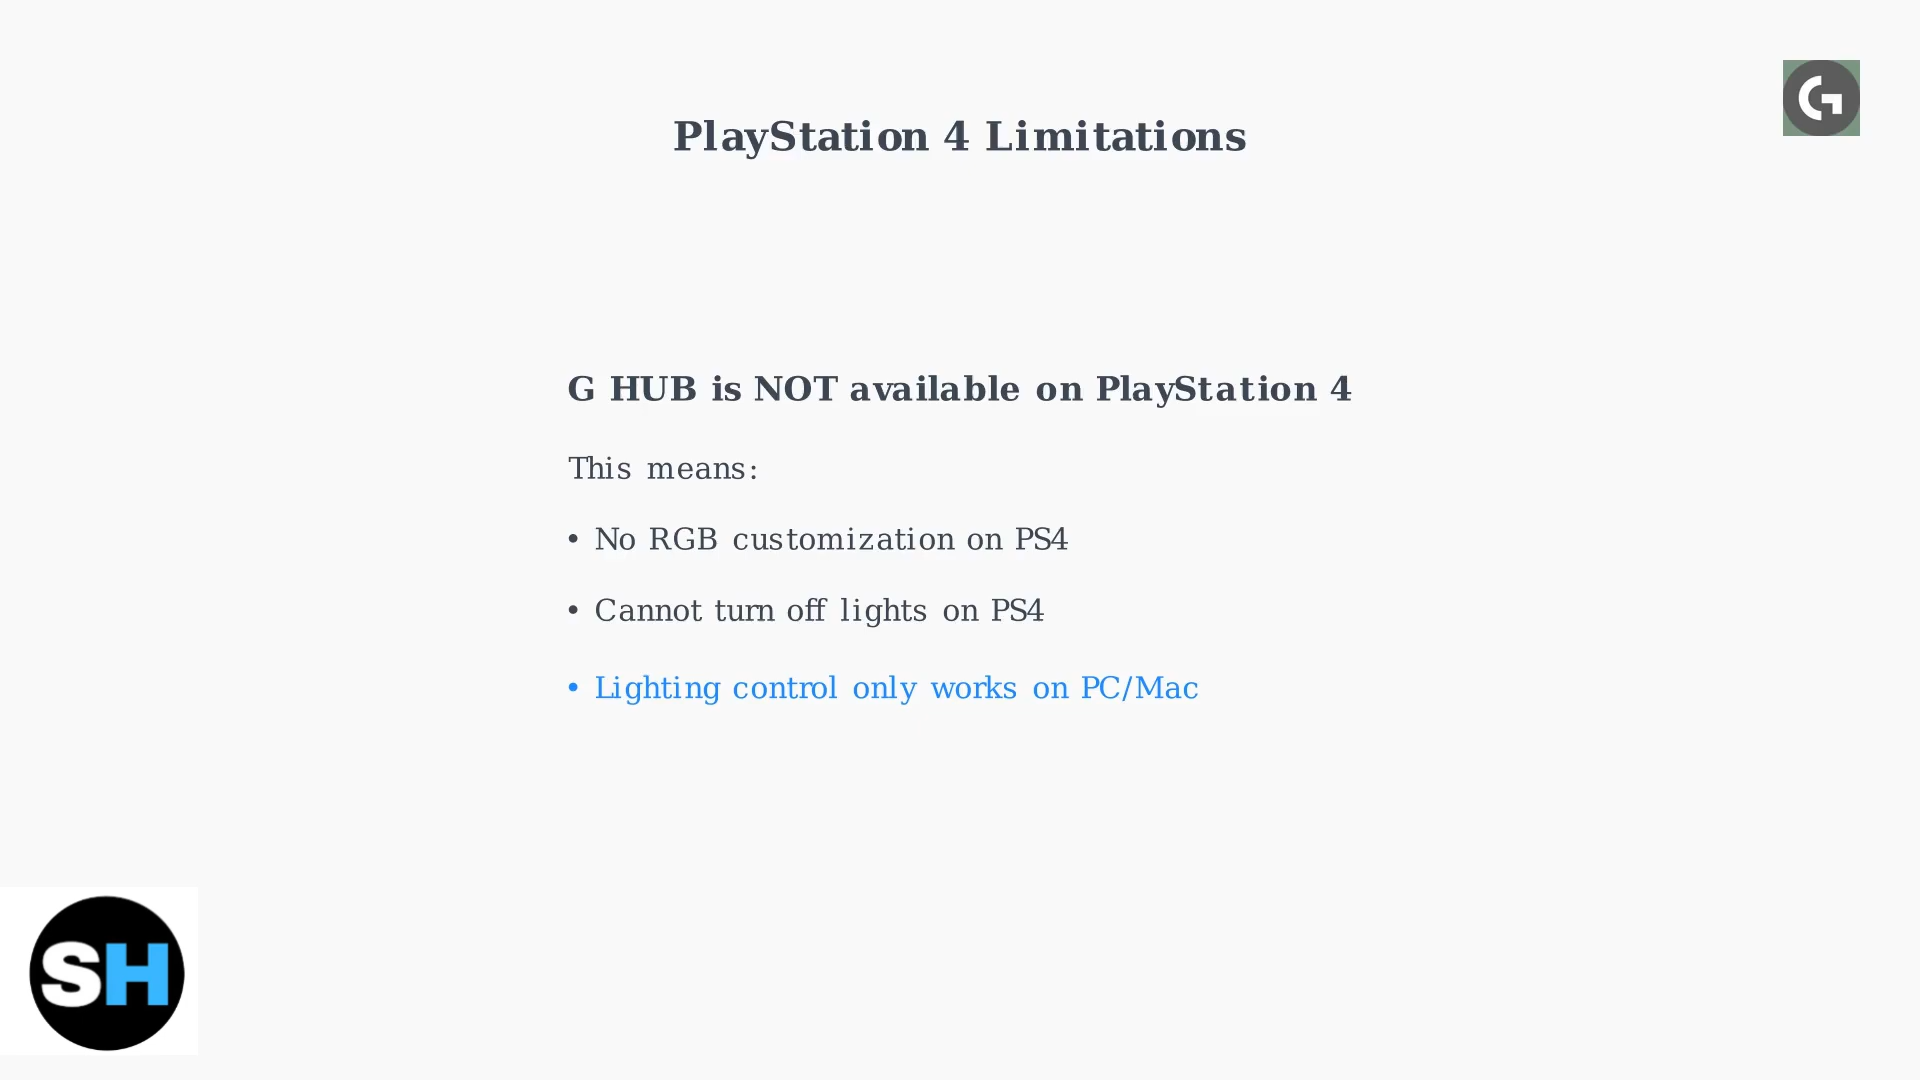 PlayStation 4 Limitations
G HUB is NOT available on PlayStation 4
This means:
• No RGB customization on PS4
• Cannot turn off lights on PS4
• Lighting control only works on PC/Mac
SH